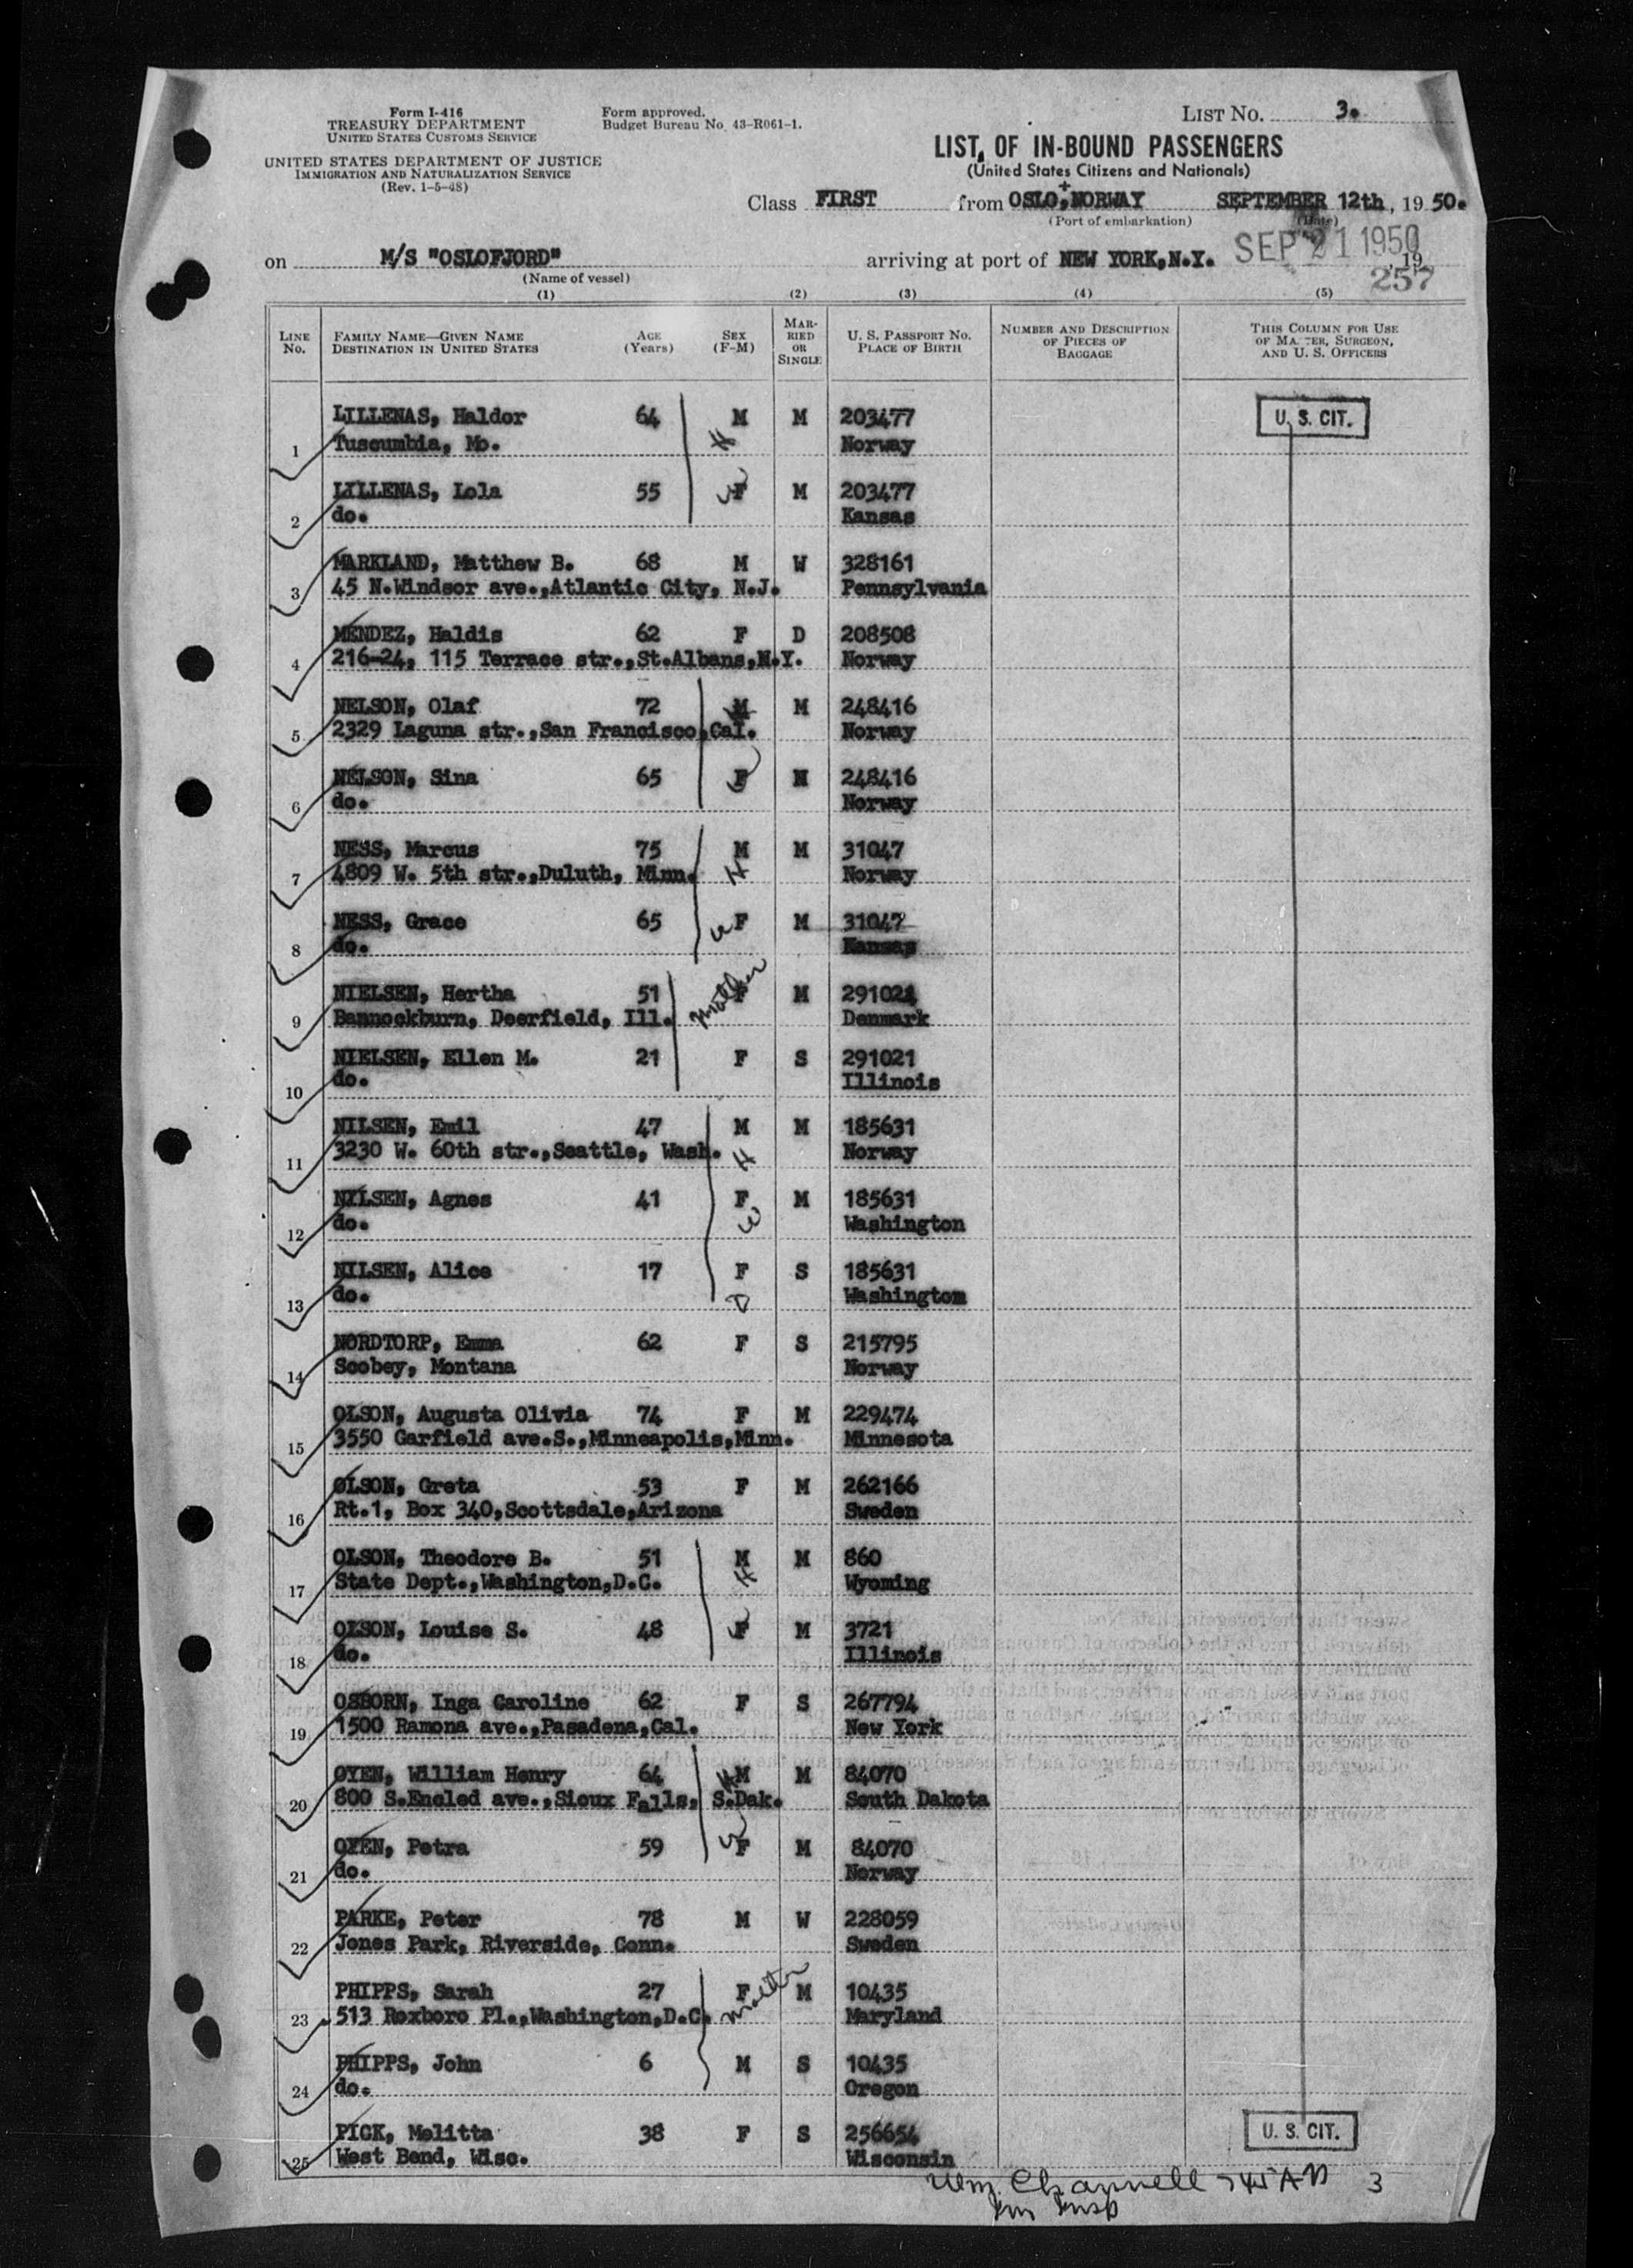 Form I-416
TREASURY DEPARTMENT
UNITED STATES CUSTOMS SERVICE
UNITED STATES DEPARTMENT OF JUSTICE
IMMIGRATION AND NATURALIZATION SERVICE
(Rev. 1-5-48)
Form approved.
Budget Bureau No. 43-R061-1.
LIST NO. 3.
LIST OF IN-BOUND PASSENGERS
(United States Citizens and Nationals)
Class FIRST from OSLO, NORWAY SEPTEMBER 12th, 19 50.
(Port of embarkation) (Date)
on M/S "OSLOFJORD" arriving at port of NEW YORK,N.Y. SEP 21 1950, 19
(Name of vessel) 257
(1) (2) (3) (4) (5)
LINE NO. FAMILY NAME—GIVEN NAME DESTINATION IN UNITED STATES AGE (Years) SEX (F-M) MARRIED OR SINGLE U. S. PASSPORT NO. PLACE OF BIRTH NUMBER AND DESCRIPTION OF PIECES OF BAGGAGE THIS COLUMN FOR USE OF MASTER, SURGEON, AND U. S. OFFICERS
LILLENAS, Haldor 64 M M 203477 U. S. CIT.
1 Tuscumbia, Mo. H Norway
LILLENAS, Lola 55 F M 203477
2 do. W Kansas
MARKLAND, Matthew B. 68 M W 328161
3 45 N.Windsor ave.,Atlantic City, N.J. Pennsylvania
MENDEZ, Haldis 62 F D 208508
4 216-24, 115 Terrace str.,St.Albans,N.Y. Norway
NELSON, Olaf 72 M M 248416
5 2329 Laguna str.,San Francisco,Cal. Norway
NELSON, Sina 65 F M 248416
6 do. Norway
NESS, Marcus 75 M M 31047
7 4809 W. 5th str.,Duluth, Minn. H Norway
NESS, Grace 65 W F M 31047
8 do. Kansas
NIELSEN, Hertha 51 Mother F M 291021
9 Bannockburn, Deerfield, Ill. Denmark
NIELSEN, Ellen M. 21 F S 291021
10 do. Illinois
NILSEN, Emil 47 M M 185631
11 3230 W. 60th str.,Seattle, Wash. H Norway
NILSEN, Agnes 41 F M 185631
12 do. W Washington
NILSEN, Alice 17 F S 185631
13 do. D Washington
NORDTORP, Emma 62 F S 215795
14 Scobey, Montana Norway
OLSON, Augusta Olivia 74 F M 229474
15 3550 Garfield ave.S.,Minneapolis,Minn. Minnesota
OLSON, Greta 53 F M 262166
16 Rt.1, Box 340,Scottsdale,Arizona Sweden
OLSON, Theodore B. 51 M M 860
17 State Dept.,Washington,D.C. H Wyoming
OLSON, Louise S. 48 W F M 3721
18 do. Illinois
OSBORN, Inga Caroline 62 F S 267794
19 1500 Ramona ave.,Pasadena,Cal. New York
OYEN, William Henry 64 H M M 84070
20 800 S.Encled ave.,Sioux Falls, S.Dak. South Dakota
OYEN, Petra 59 W F M 84070
21 do. Norway
PARKE, Peter 78 M W 228059
22 Jones Park, Riverside, Conn. Sweden
PHIPPS, Sarah 27 F M 10435
23 513 Roxboro Pl.,Washington,D.C. Mother Maryland
PHIPPS, John 6 M S 10435
24 do. Oregon
PICK, Melitta 38 F S 256654 U. S. CIT.
25 West Bend, Wisc. Wisconsin
Wm. Channell 3
Im Insp